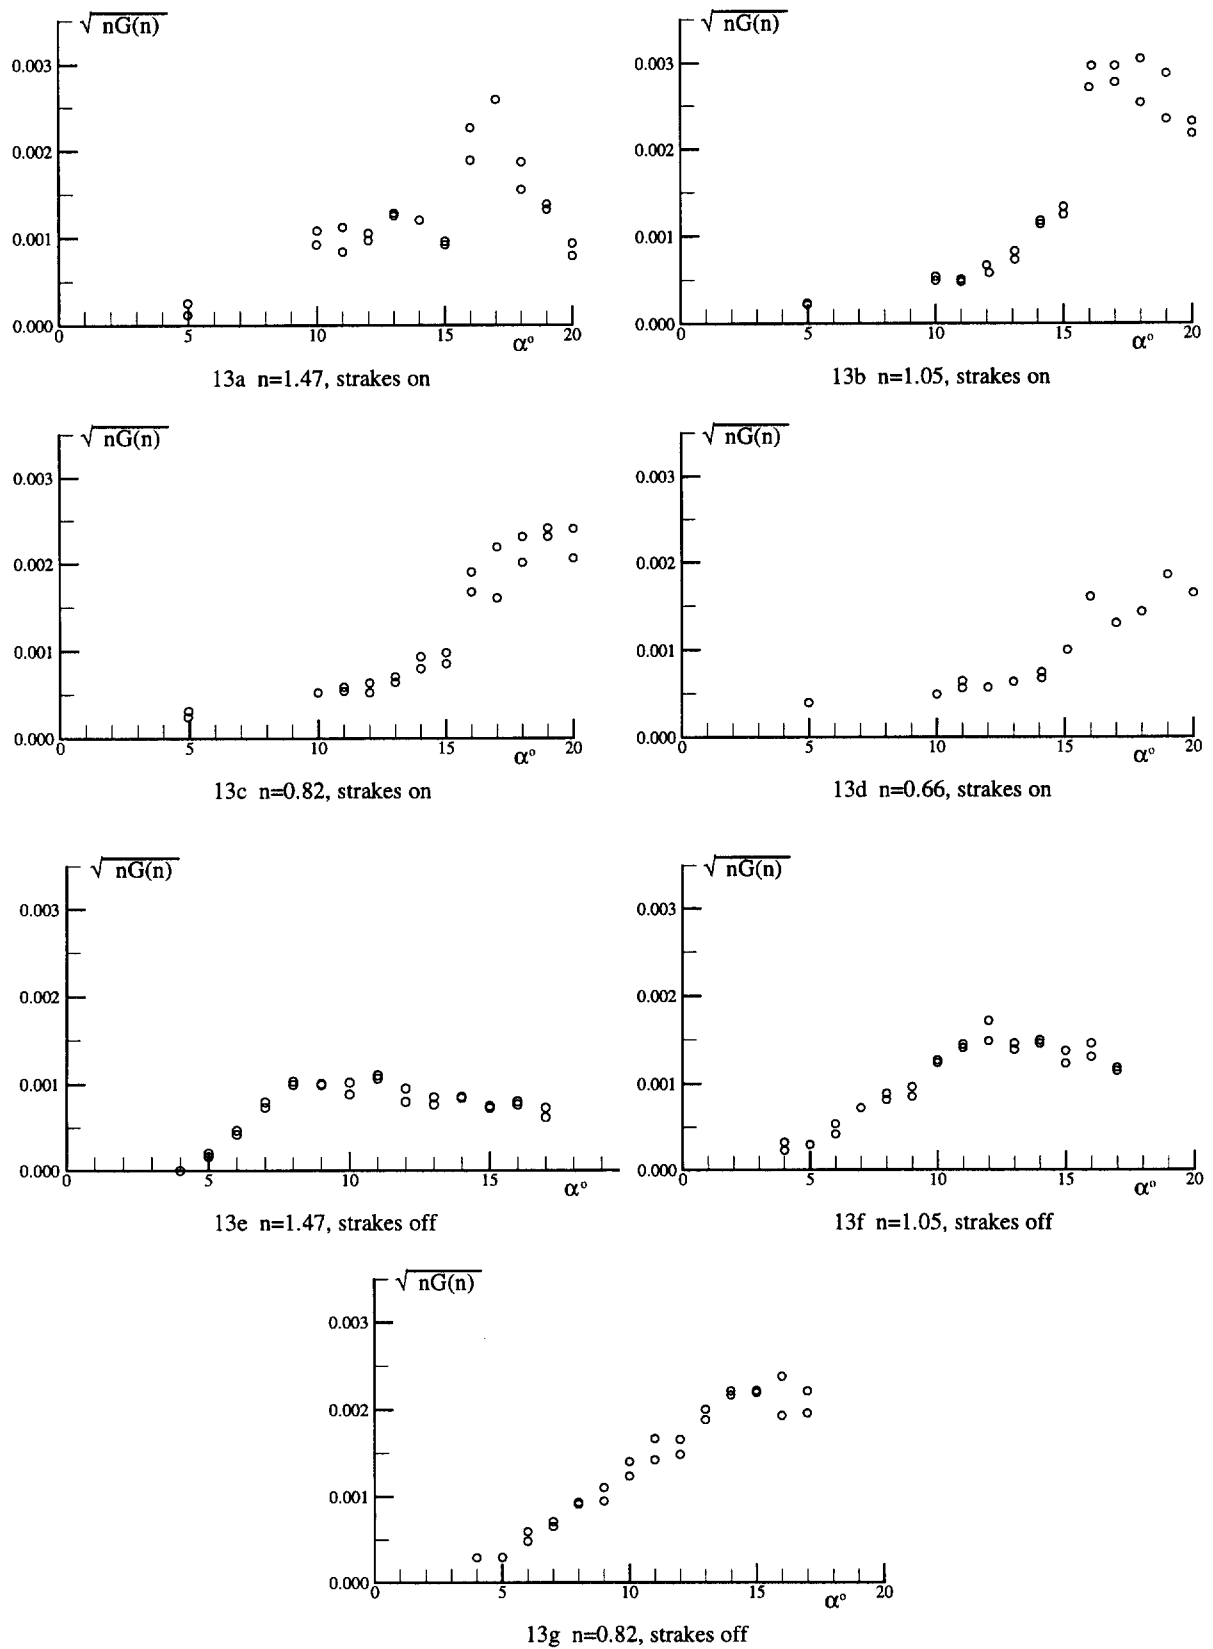 √nG(n)
0.003
0.002
0.001
0.000
0 5 10 15 20
α°
13a n=1.47, strakes on
√nG(n)
0.003
0.002
0.001
0.000
0 5 10 15 20
α°
13b n=1.05, strakes on
√nG(n)
0.003
0.002
0.001
0.000
0 5 10 15 20
α°
13c n=0.82, strakes on
√nG(n)
0.003
0.002
0.001
0.000
0 5 10 15 20
α°
13d n=0.66, strakes on
√nG(n)
0.003
0.002
0.001
0.000
0 5 10 15
α°
13e n=1.47, strakes off
√nG(n)
0.003
0.002
0.001
0.000
0 5 10 15 20
α°
13f n=1.05, strakes off
√nG(n)
0.003
0.002
0.001
0.000
0 5 10 15 20
α°
13g n=0.82, strakes off